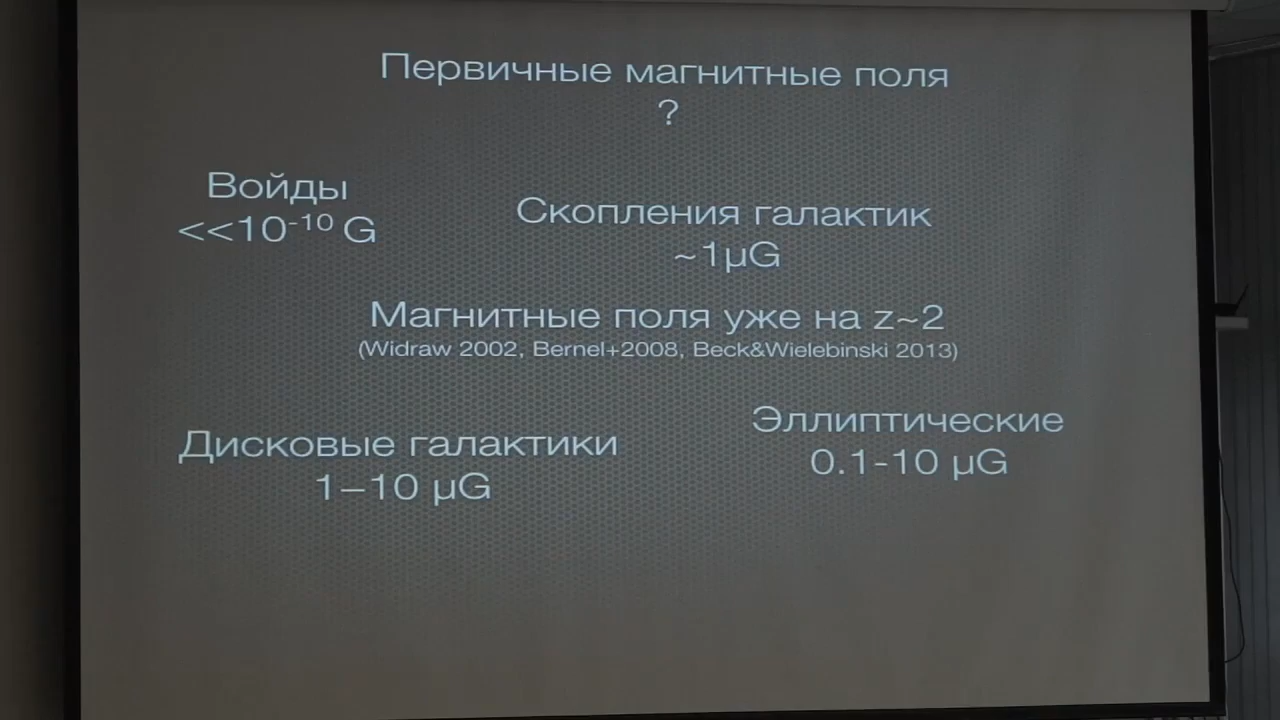 Первичные магнитные поля
?
Войды
<<10⁻¹⁰ G
Скопления галактик
~1µG
Магнитные поля уже на z~2
(Widraw 2002, Bernel+2008, Beck&Wielebinski 2013)
Дисковые галактики
1–10 µG
Эллиптические
0.1-10 µG